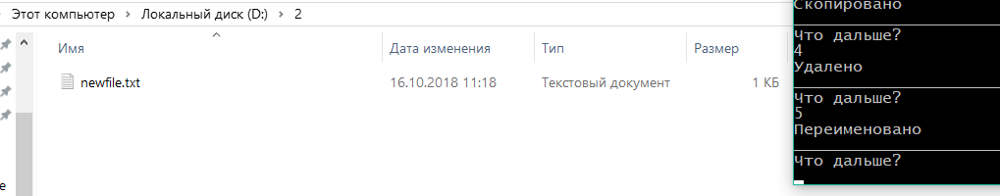 Этот компьютер > Локальный диск (D:) > 2
Имя Дата изменения Тип Размер
newfile.txt 16.10.2018 11:18 Текстовый документ 1 КБ
е
Скопировано
Что дальше?
4
Удалено
Что дальше?
5
Переименовано
Что дальше?